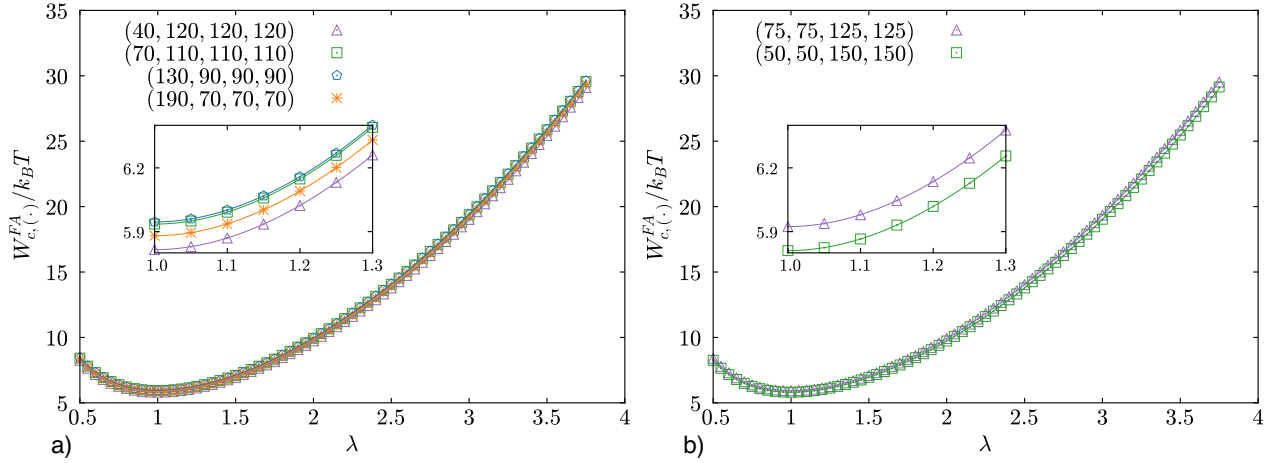 (40, 120, 120, 120)
(70, 110, 110, 110)
(130, 90, 90, 90)
(190, 70, 70, 70)
35
30
25
20
15
10
5
0.5 1 1.5 2 2.5 3 3.5 4
6.2
5.9
1.0 1.1 1.2 1.3
W^{FA}_{c,(·)}/k_BT
λ
a)
(75, 75, 125, 125)
(50, 50, 150, 150)
35
30
25
20
15
10
5
0.5 1 1.5 2 2.5 3 3.5 4
6.2
5.9
1.0 1.1 1.2 1.3
W^{FA}_{c,(·)}/k_BT
λ
b)